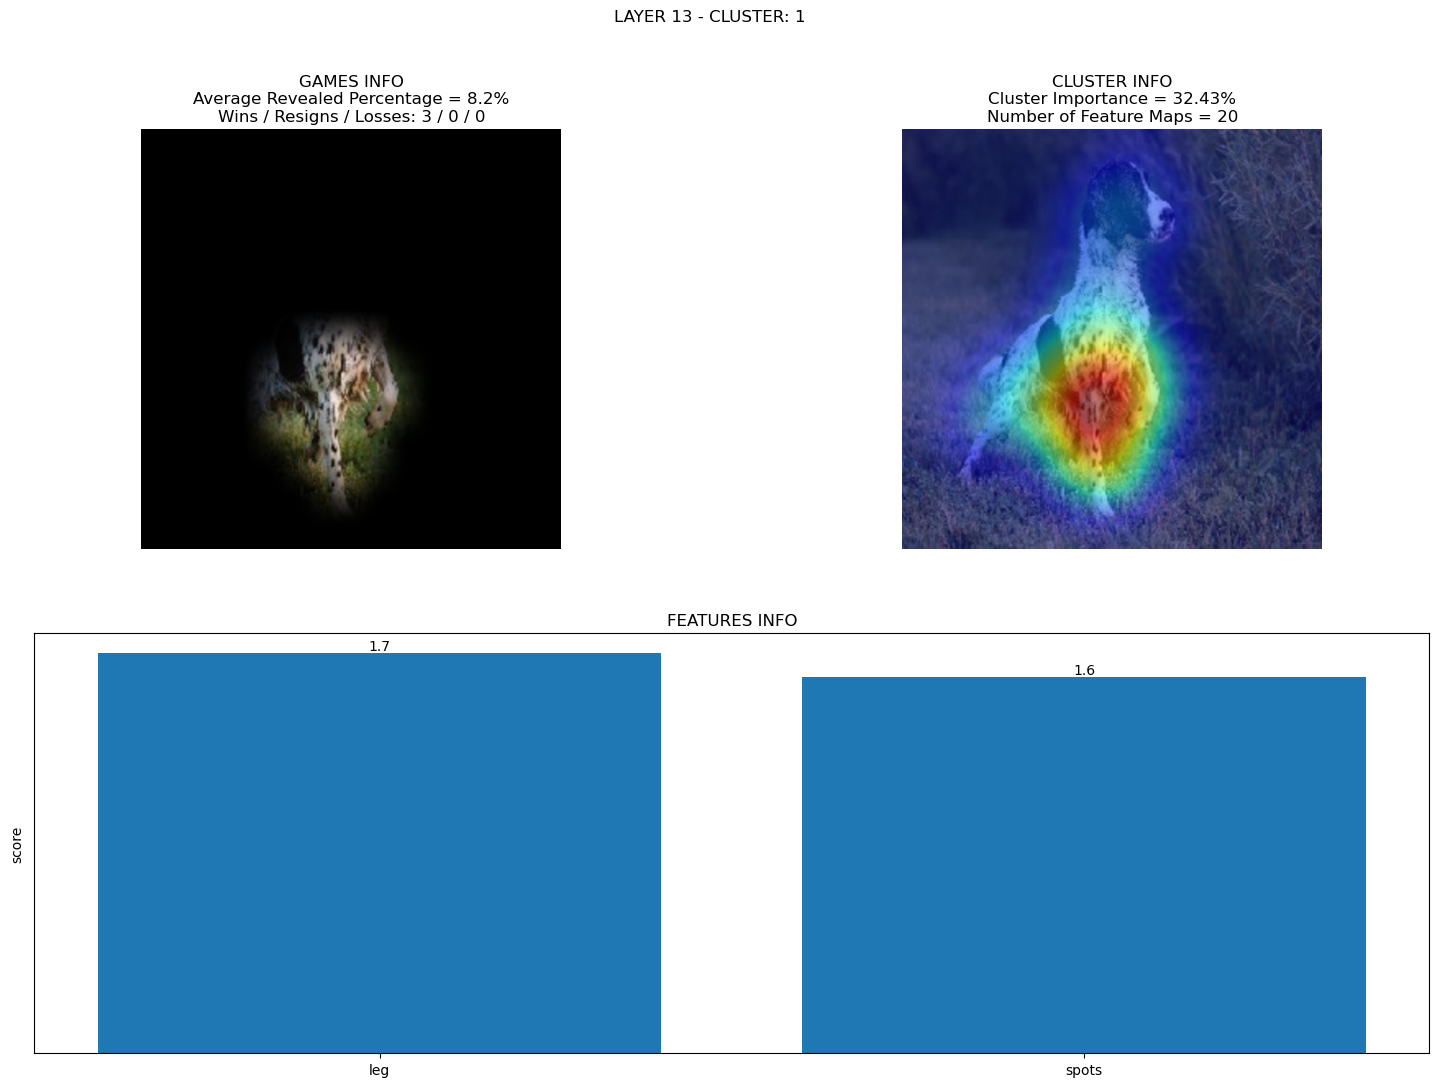 LAYER 13 - CLUSTER: 1
GAMES INFO
Average Revealed Percentage = 8.2%
Wins / Resigns / Losses: 3 / 0 / 0
CLUSTER INFO
Cluster Importance = 32.43%
Number of Feature Maps = 20
FEATURES INFO
1.7
1.6
score
leg
spots